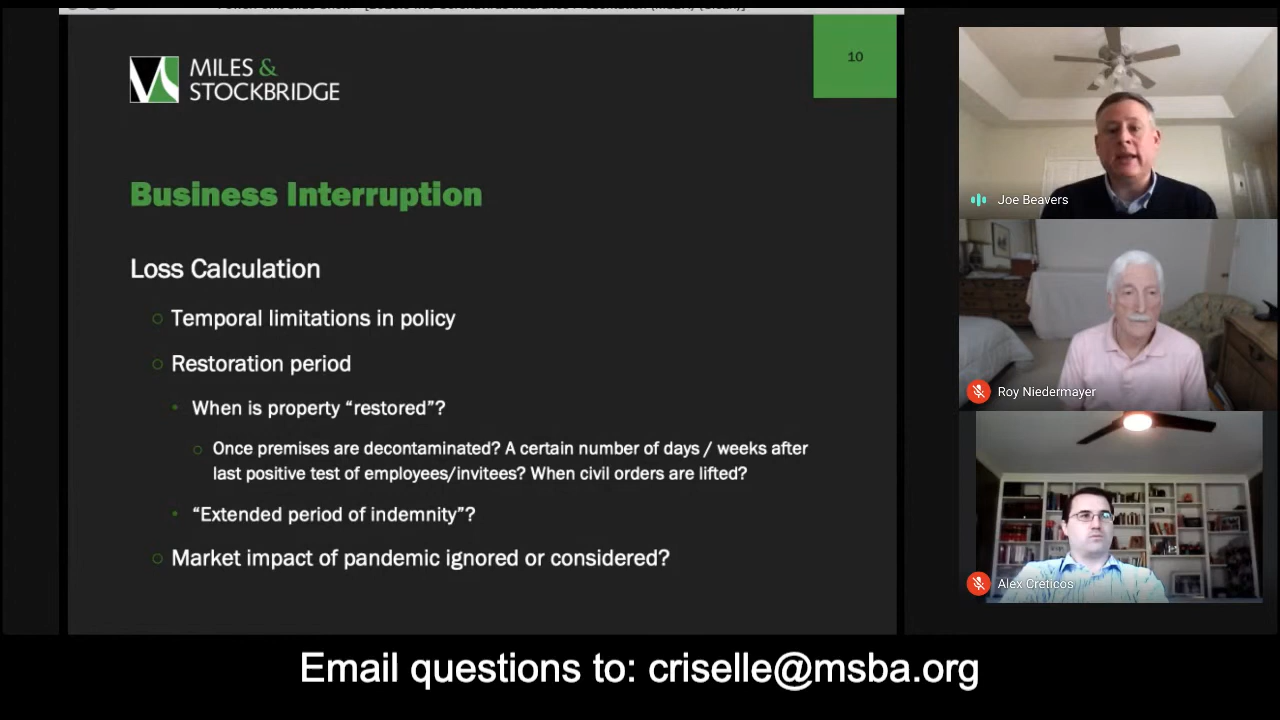 10
MILES &
STOCKBRIDGE
Business Interruption
Loss Calculation
Temporal limitations in policy
Restoration period
When is property “restored”?
Once premises are decontaminated? A certain number of days / weeks after
last positive test of employees/invitees? When civil orders are lifted?
“Extended period of indemnity”?
Market impact of pandemic ignored or considered?
Joe Beavers
Roy Niedermayer
Alex Creticos
Email questions to: criselle@msba.org